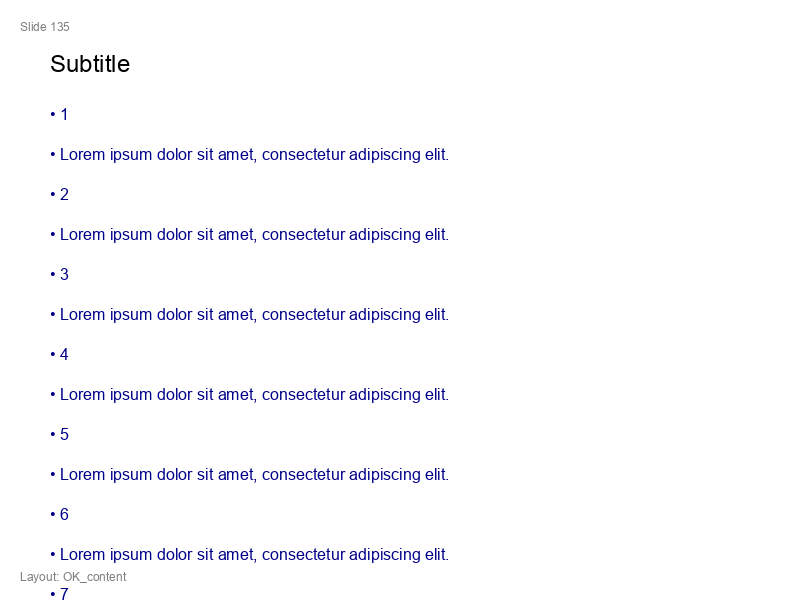 Slide 135
Subtitle
• 1
• Lorem ipsum dolor sit amet, consectetur adipiscing elit.
• 2
• Lorem ipsum dolor sit amet, consectetur adipiscing elit.
• 3
• Lorem ipsum dolor sit amet, consectetur adipiscing elit.
• 4
• Lorem ipsum dolor sit amet, consectetur adipiscing elit.
• 5
• Lorem ipsum dolor sit amet, consectetur adipiscing elit.
• 6
• Lorem ipsum dolor sit amet, consectetur adipiscing elit.
Layout: OK_content
• 7